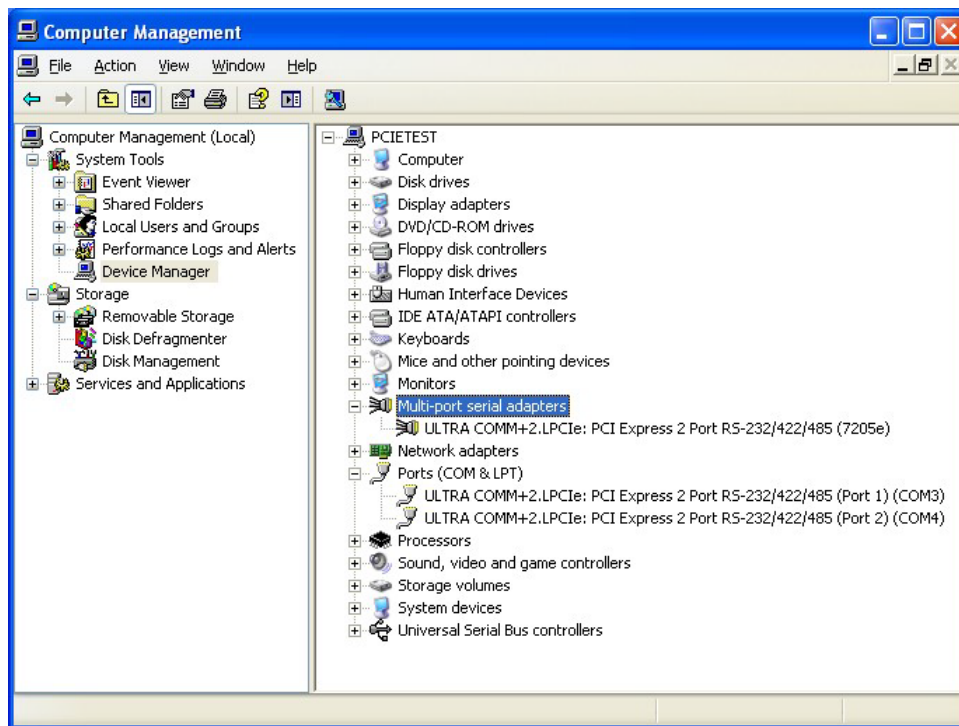 Computer Management
File Action View Window Help
Computer Management (Local)
System Tools
Event Viewer
Shared Folders
Local Users and Groups
Performance Logs and Alerts
Device Manager
Storage
Removable Storage
Disk Defragmenter
Disk Management
Services and Applications
PCIETEST
Computer
Disk drives
Display adapters
DVD/CD-ROM drives
Floppy disk controllers
Floppy disk drives
Human Interface Devices
IDE ATA/ATAPI controllers
Keyboards
Mice and other pointing devices
Monitors
Multi-port serial adapters
ULTRA COMM+2.LPCIe: PCI Express 2 Port RS-232/422/485 (7205e)
Network adapters
Ports (COM & LPT)
ULTRA COMM+2.LPCIe: PCI Express 2 Port RS-232/422/485 (Port 1) (COM3)
ULTRA COMM+2.LPCIe: PCI Express 2 Port RS-232/422/485 (Port 2) (COM4)
Processors
Sound, video and game controllers
Storage volumes
System devices
Universal Serial Bus controllers